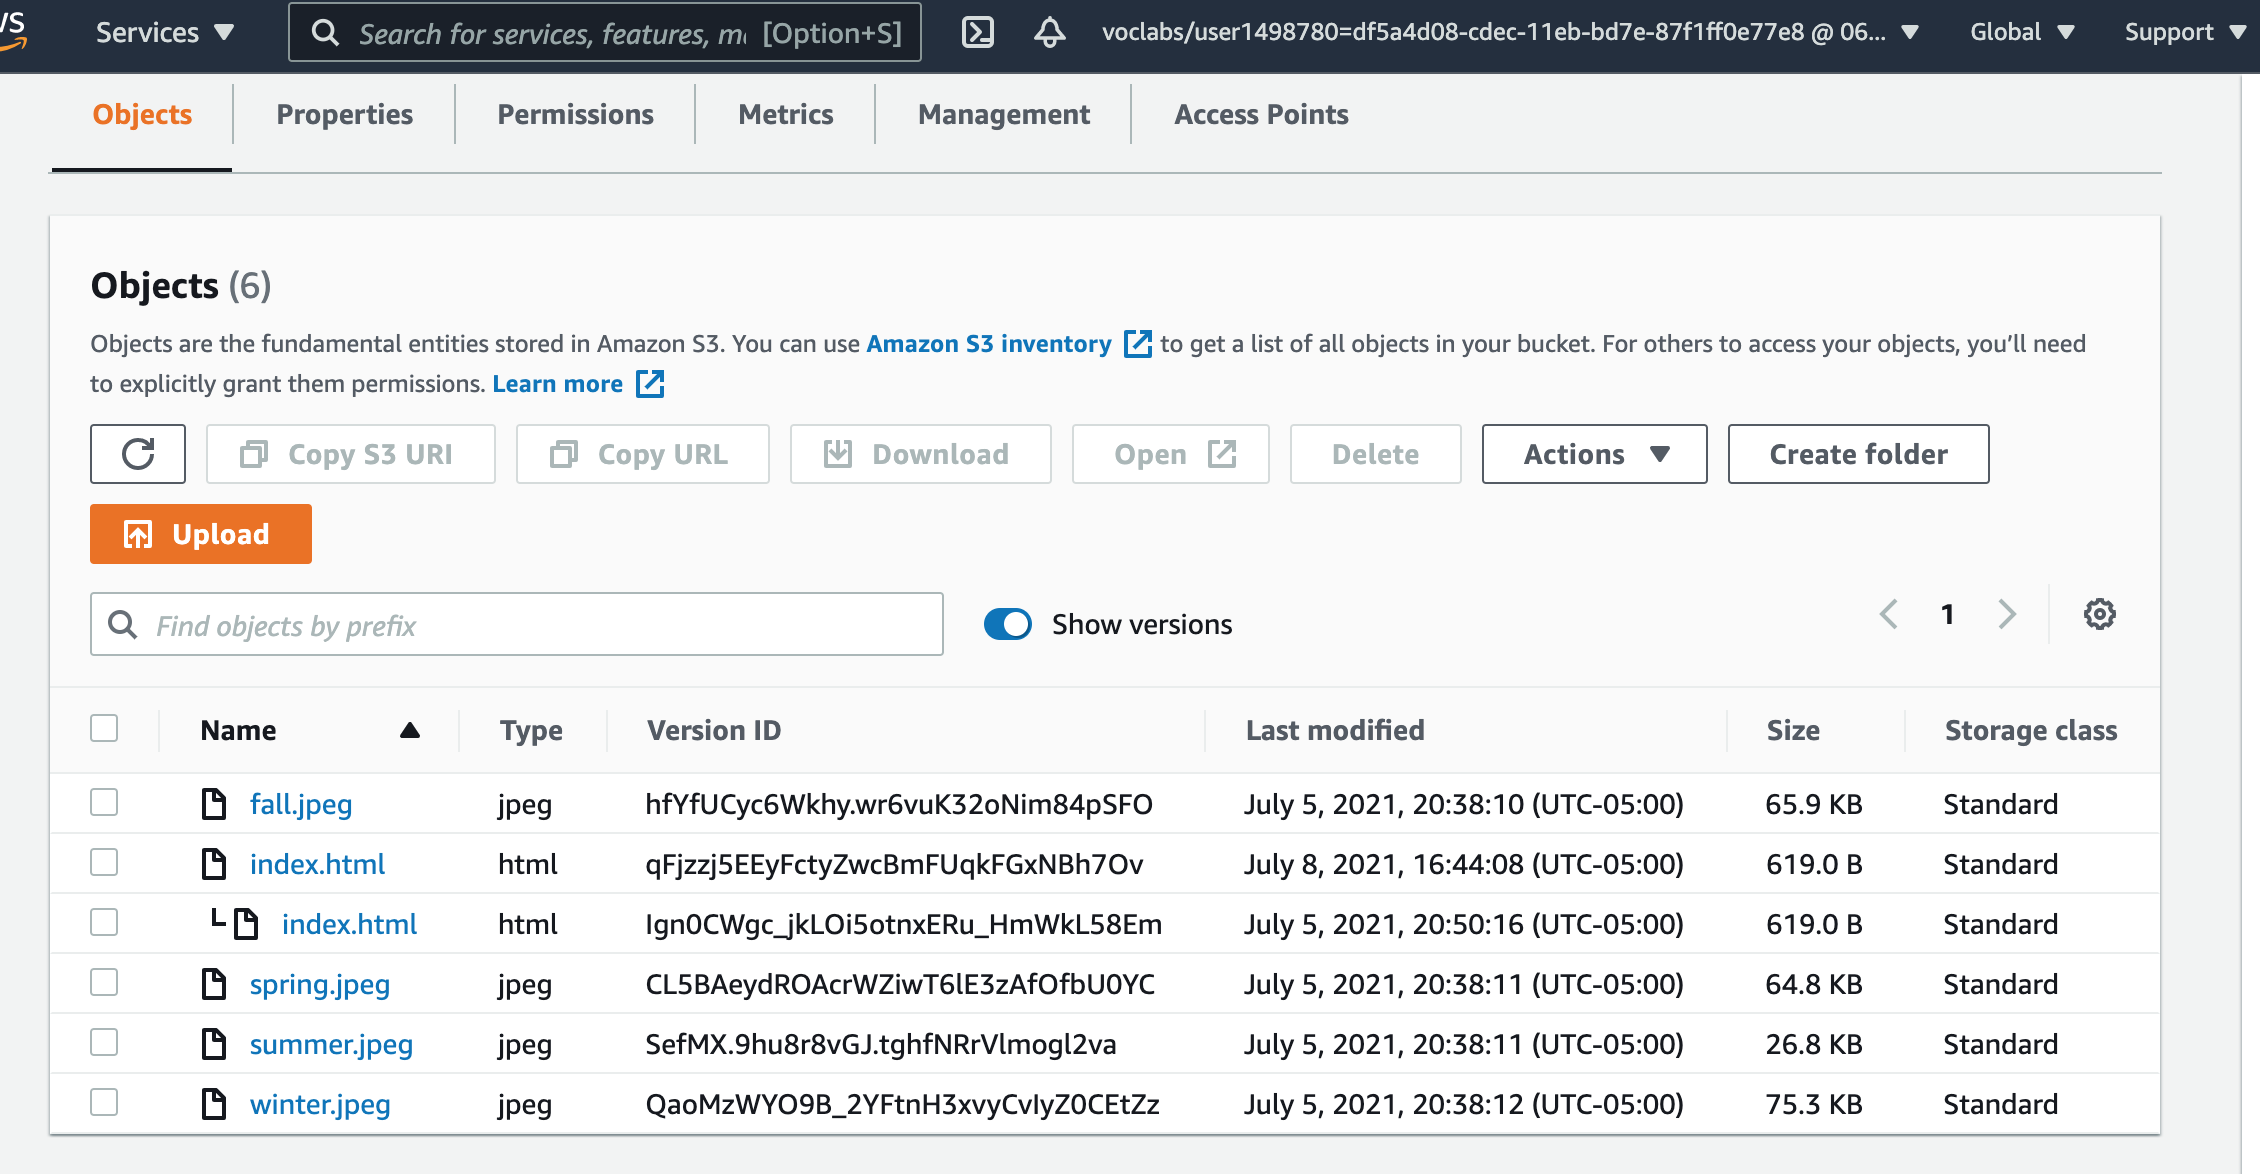 Services ▼ Search for services, features, m [Option+S] voclabs/user1498780=df5a4d08-cdec-11eb-bd7e-87f1ff0e77e8 @ 06... ▼ Global ▼ Support ▼
Objects Properties Permissions Metrics Management Access Points
Objects (6)
Objects are the fundamental entities stored in Amazon S3. You can use Amazon S3 inventory to get a list of all objects in your bucket. For others to access your objects, you'll need
to explicitly grant them permissions. Learn more
Copy S3 URI Copy URL Download Open Delete Actions ▼ Create folder
Upload
Find objects by prefix Show versions 1
Name Type Version ID Last modified Size Storage class
fall.jpeg jpeg hfYfUCyc6Wkhy.wr6vuK32oNim84pSFO July 5, 2021, 20:38:10 (UTC-05:00) 65.9 KB Standard
index.html html qFjzzj5EEyFctyZwcBmFUqkFGxNBh7Ov July 8, 2021, 16:44:08 (UTC-05:00) 619.0 B Standard
index.html html Ign0CWgc_jkLOi5otnxERu_HmWkL58Em July 5, 2021, 20:50:16 (UTC-05:00) 619.0 B Standard
spring.jpeg jpeg CL5BAeydROAcrWZiwT6lE3zAfOfbU0YC July 5, 2021, 20:38:11 (UTC-05:00) 64.8 KB Standard
summer.jpeg jpeg SefMX.9hu8r8vGJ.tghfNRrVlmogl2va July 5, 2021, 20:38:11 (UTC-05:00) 26.8 KB Standard
winter.jpeg jpeg QaoMzWYO9B_2YFtnH3xvyCvIyZ0CEtZz July 5, 2021, 20:38:12 (UTC-05:00) 75.3 KB Standard